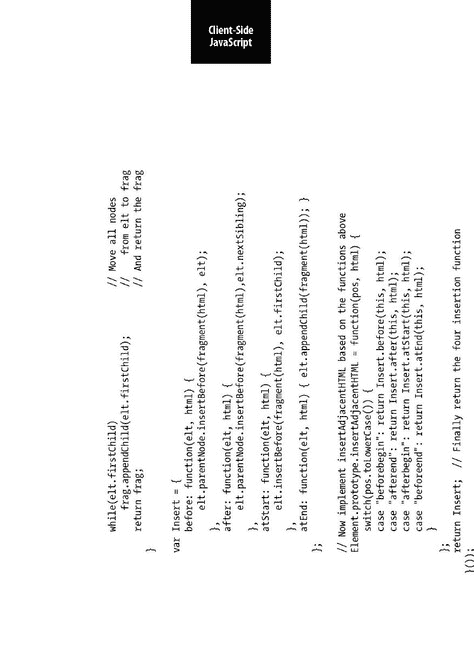 Client-Side
JavaScript
while(elt.firstChild) // Move all nodes
frag.appendChild(elt.firstChild); // from elt to frag
return frag; // And return the frag
}
var Insert = {
before: function(elt, html) {
elt.parentNode.insertBefore(fragment(html), elt);
},
after: function(elt, html) {
elt.parentNode.insertBefore(fragment(html),elt.nextSibling);
},
atStart: function(elt, html) {
elt.insertBefore(fragment(html), elt.firstChild);
},
atEnd: function(elt, html) { elt.appendChild(fragment(html)); }
};
// Now implement insertAdjacentHTML based on the functions above
Element.prototype.insertAdjacentHTML = function(pos, html) {
switch(pos.toLowerCase()) {
case "beforebegin": return Insert.before(this, html);
case "afterend": return Insert.after(this, html);
case "afterbegin": return Insert.atStart(this, html);
case "beforeend": return Insert.atEnd(this, html);
}
};
return Insert; // Finally return the four insertion function
}());